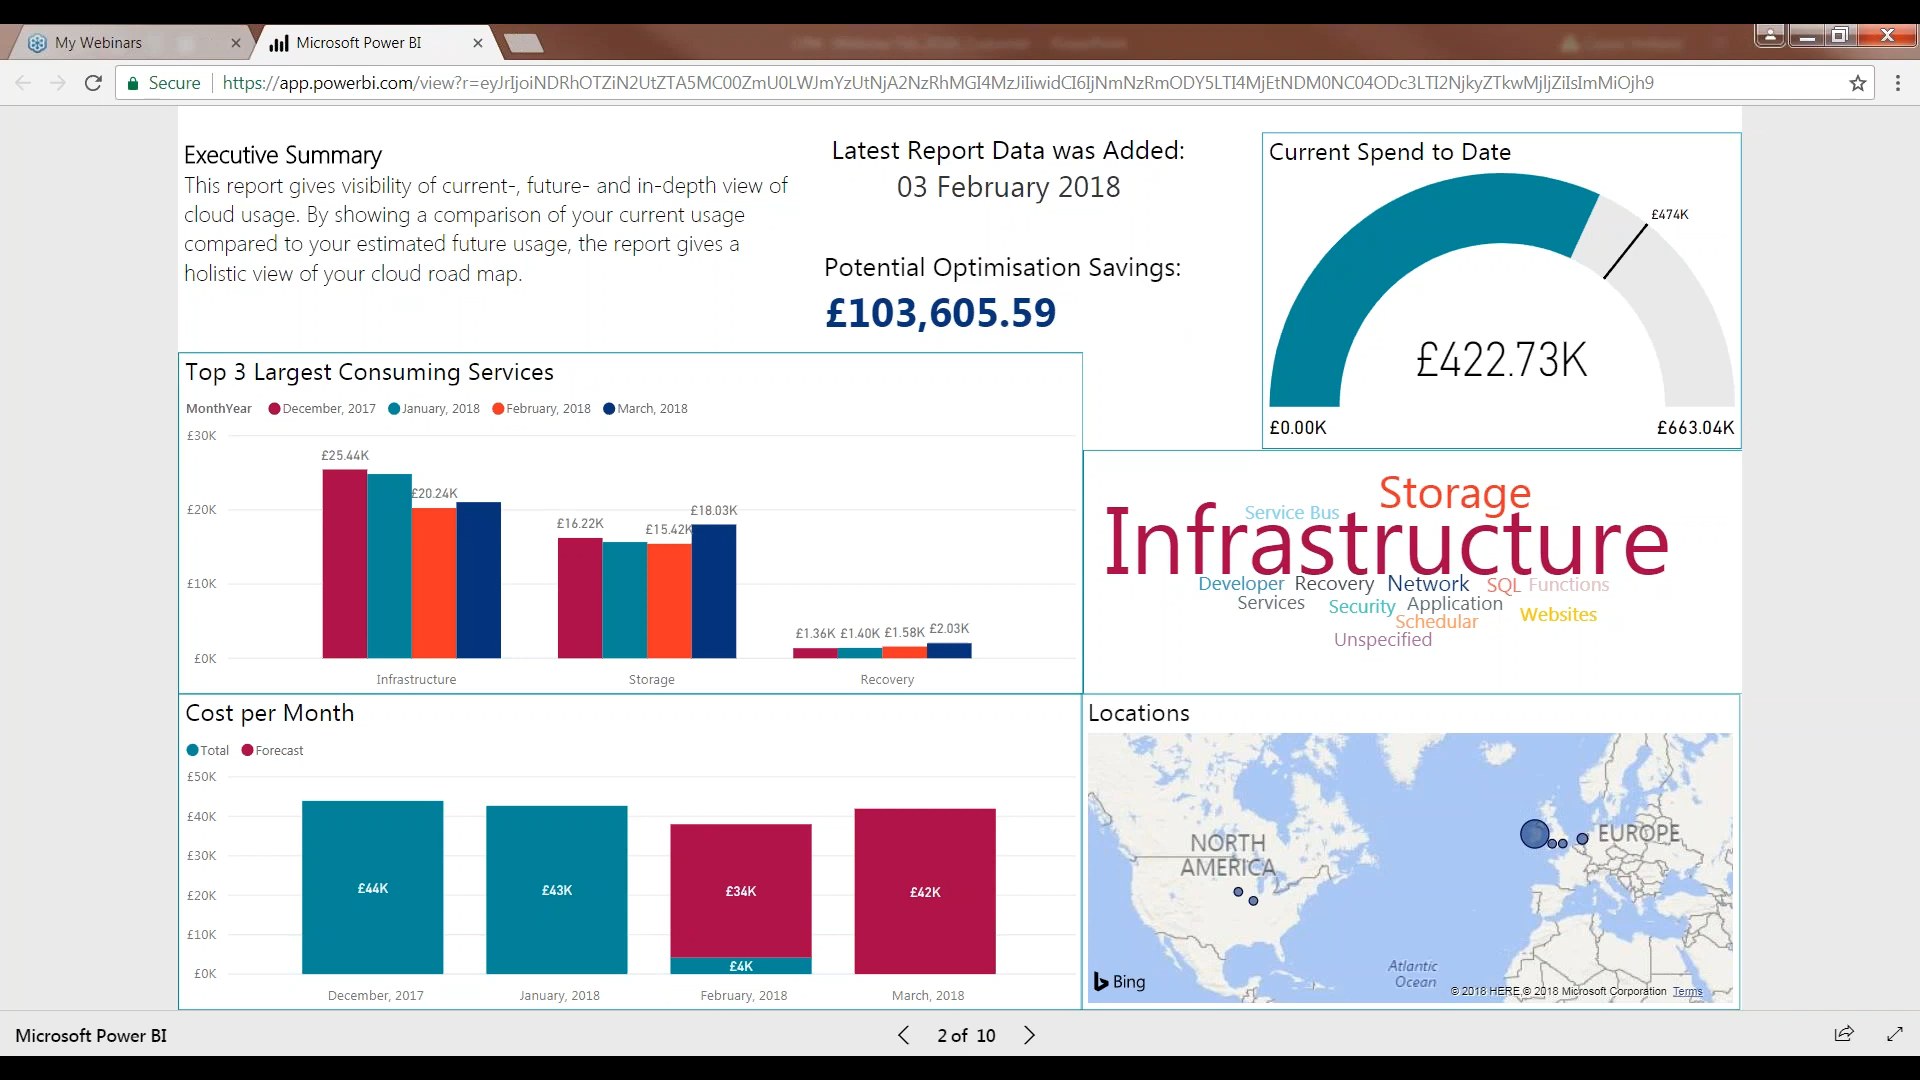 My Webinars
Microsoft Power BI
Secure
https://app.powerbi.com/view?r=eyJrIjoiNDRhOTZiN2UtZTA5MC00ZmU0LWJmYzUtNjA2NzRhMGI4MzJiIiwidCI6IjNmNzRmODY5LTI4MjEtNDM0NC04ODc3LTI2NjkyZTkwMjljZiIsImMiOjh9
Executive Summary
This report gives visibility of current-, future- and in-depth view of
cloud usage. By showing a comparison of your current usage
compared to your estimated future usage, the report gives a
holistic view of your cloud road map.
Latest Report Data was Added:
03 February 2018
Potential Optimisation Savings:
£103,605.59
Current Spend to Date
£474K
£422.73K
£0.00K
£663.04K
Top 3 Largest Consuming Services
MonthYear December, 2017 January, 2018 February, 2018 March, 2018
£30K
£20K
£10K
£0K
£25.44K
£20.24K
£16.22K
£15.42K
£18.03K
£1.36K £1.40K £1.58K £2.03K
Infrastructure
Storage
Recovery
Storage
Service Bus
Infrastructure
Developer Recovery Network SQL Functions
Services Security Application Websites
Schedular
Unspecified
Cost per Month
Total Forecast
£50K
£40K
£30K
£20K
£10K
£0K
£44K
£43K
£34K
£4K
£42K
December, 2017
January, 2018
February, 2018
March, 2018
Locations
NORTH
AMERICA
EUROPE
Atlantic
Ocean
Bing
© 2018 HERE,© 2018 Microsoft Corporation Terms
Microsoft Power BI
2 of 10